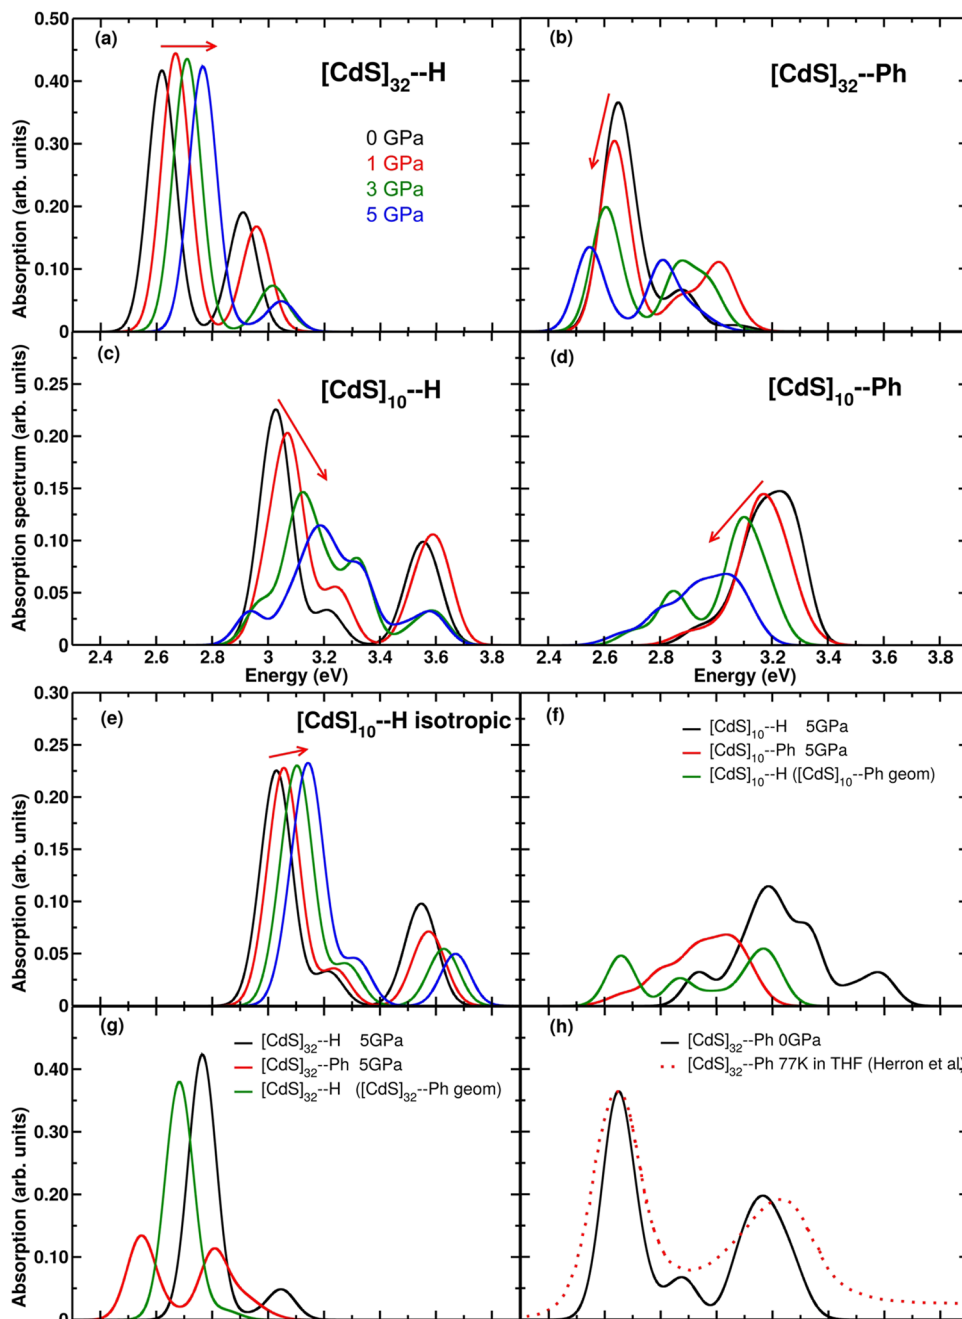 (a)
[CdS]32--H
0 GPa
1 GPa
3 GPa
5 GPa
Absorption (arb. units)
0.50
0.40
0.30
0.20
0.10
0
(b)
[CdS]32--Ph
(c)
[CdS]10--H
Absorption spectrum (arb. units)
0.25
0.20
0.15
0.10
0.05
0
2.4 2.6 2.8 3 3.2 3.4 3.6 3.8
Energy (eV)
(d)
[CdS]10--Ph
2.4 2.6 2.8 3 3.2 3.4 3.6 3.8
Energy (eV)
(e)
[CdS]10--H isotropic
Absorption (arb. units)
0.30
0.25
0.20
0.15
0.10
0.05
0
(f)
[CdS]10--H 5GPa
[CdS]10--Ph 5GPa
[CdS]10--H ([CdS]10--Ph geom)
(g)
[CdS]32--H 5GPa
[CdS]32--Ph 5GPa
[CdS]32--H ([CdS]32--Ph geom)
Absorption (arb. units)
0.40
0.30
0.20
0.10
0
(h)
[CdS]32--Ph 0GPa
[CdS]32--Ph 77K in THF (Herron et al)